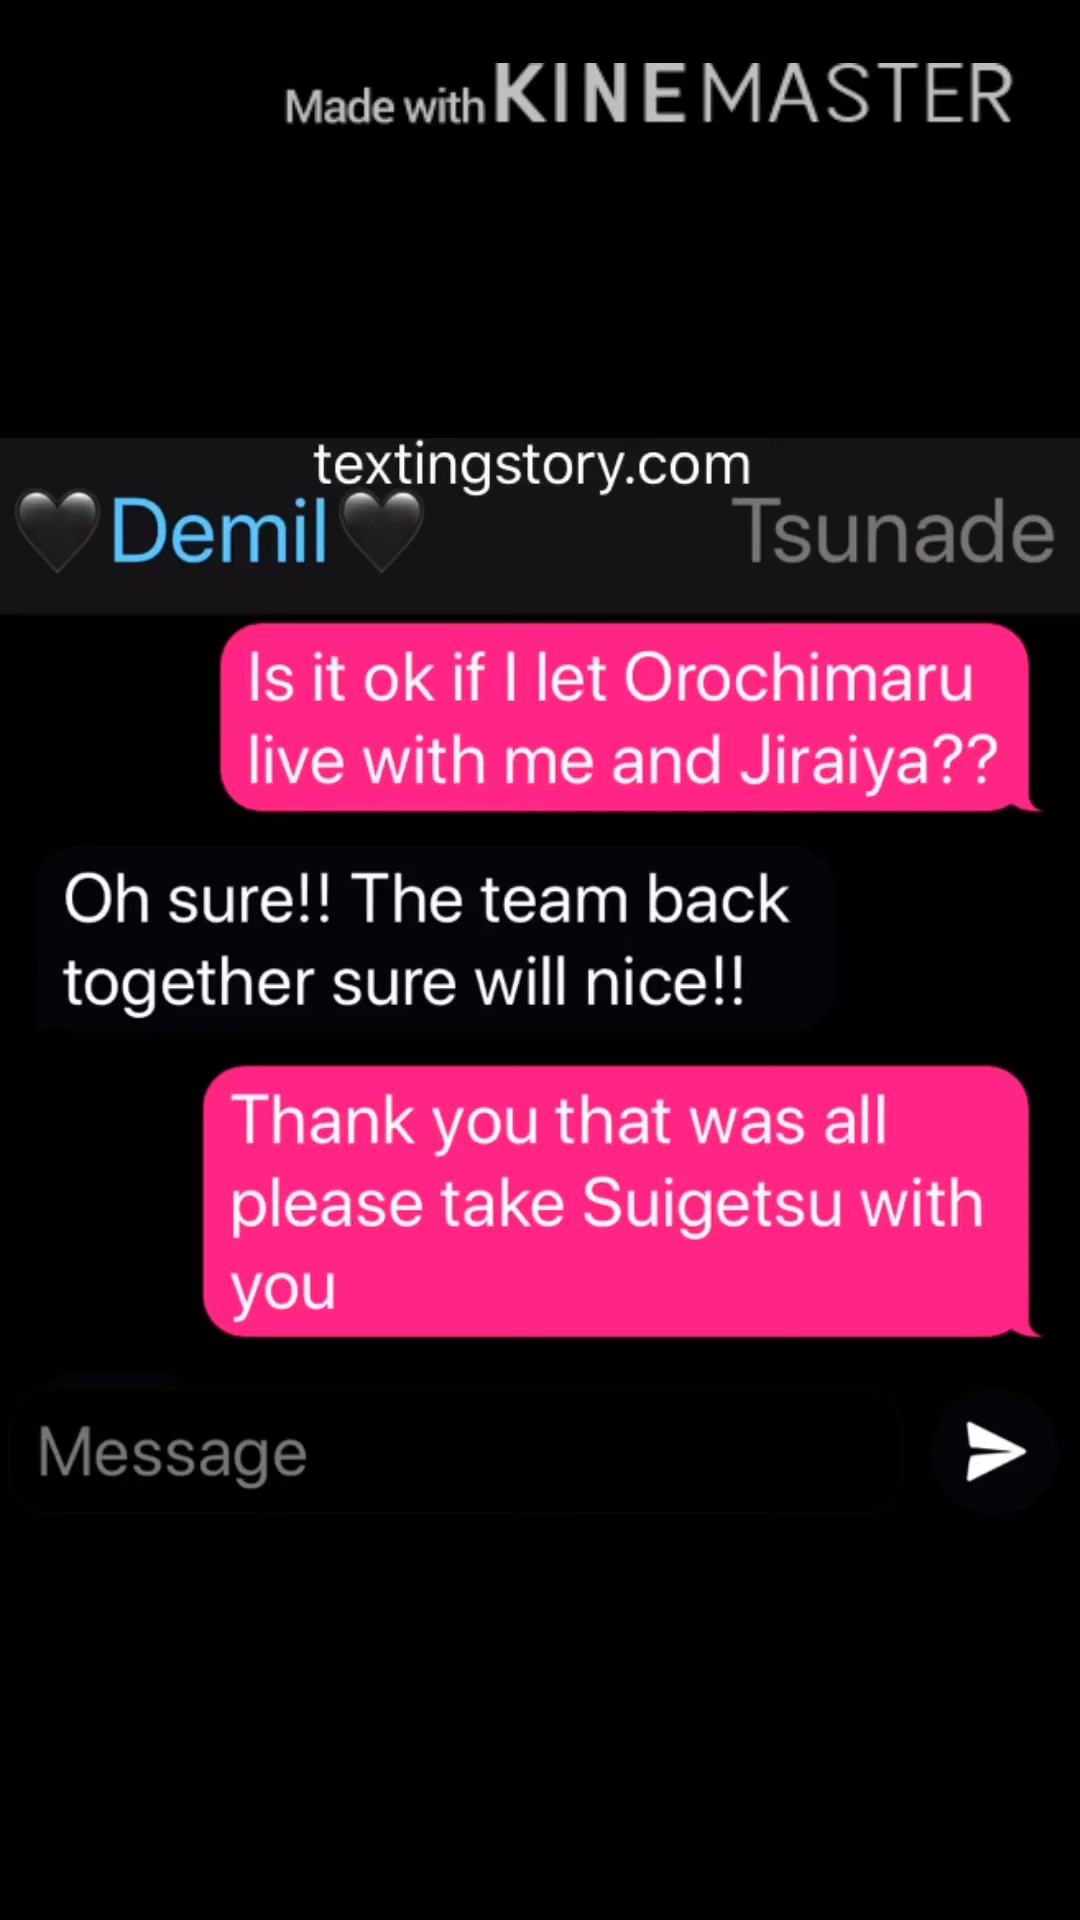 Made with KINEMASTER
textingstory.com
🖤Demil🖤 Tsunade
Is it ok if I let Orochimaru
live with me and Jiraiya??
Oh sure!! The team back
together sure will nice!!
Thank you that was all
please take Suigetsu with
you
Message